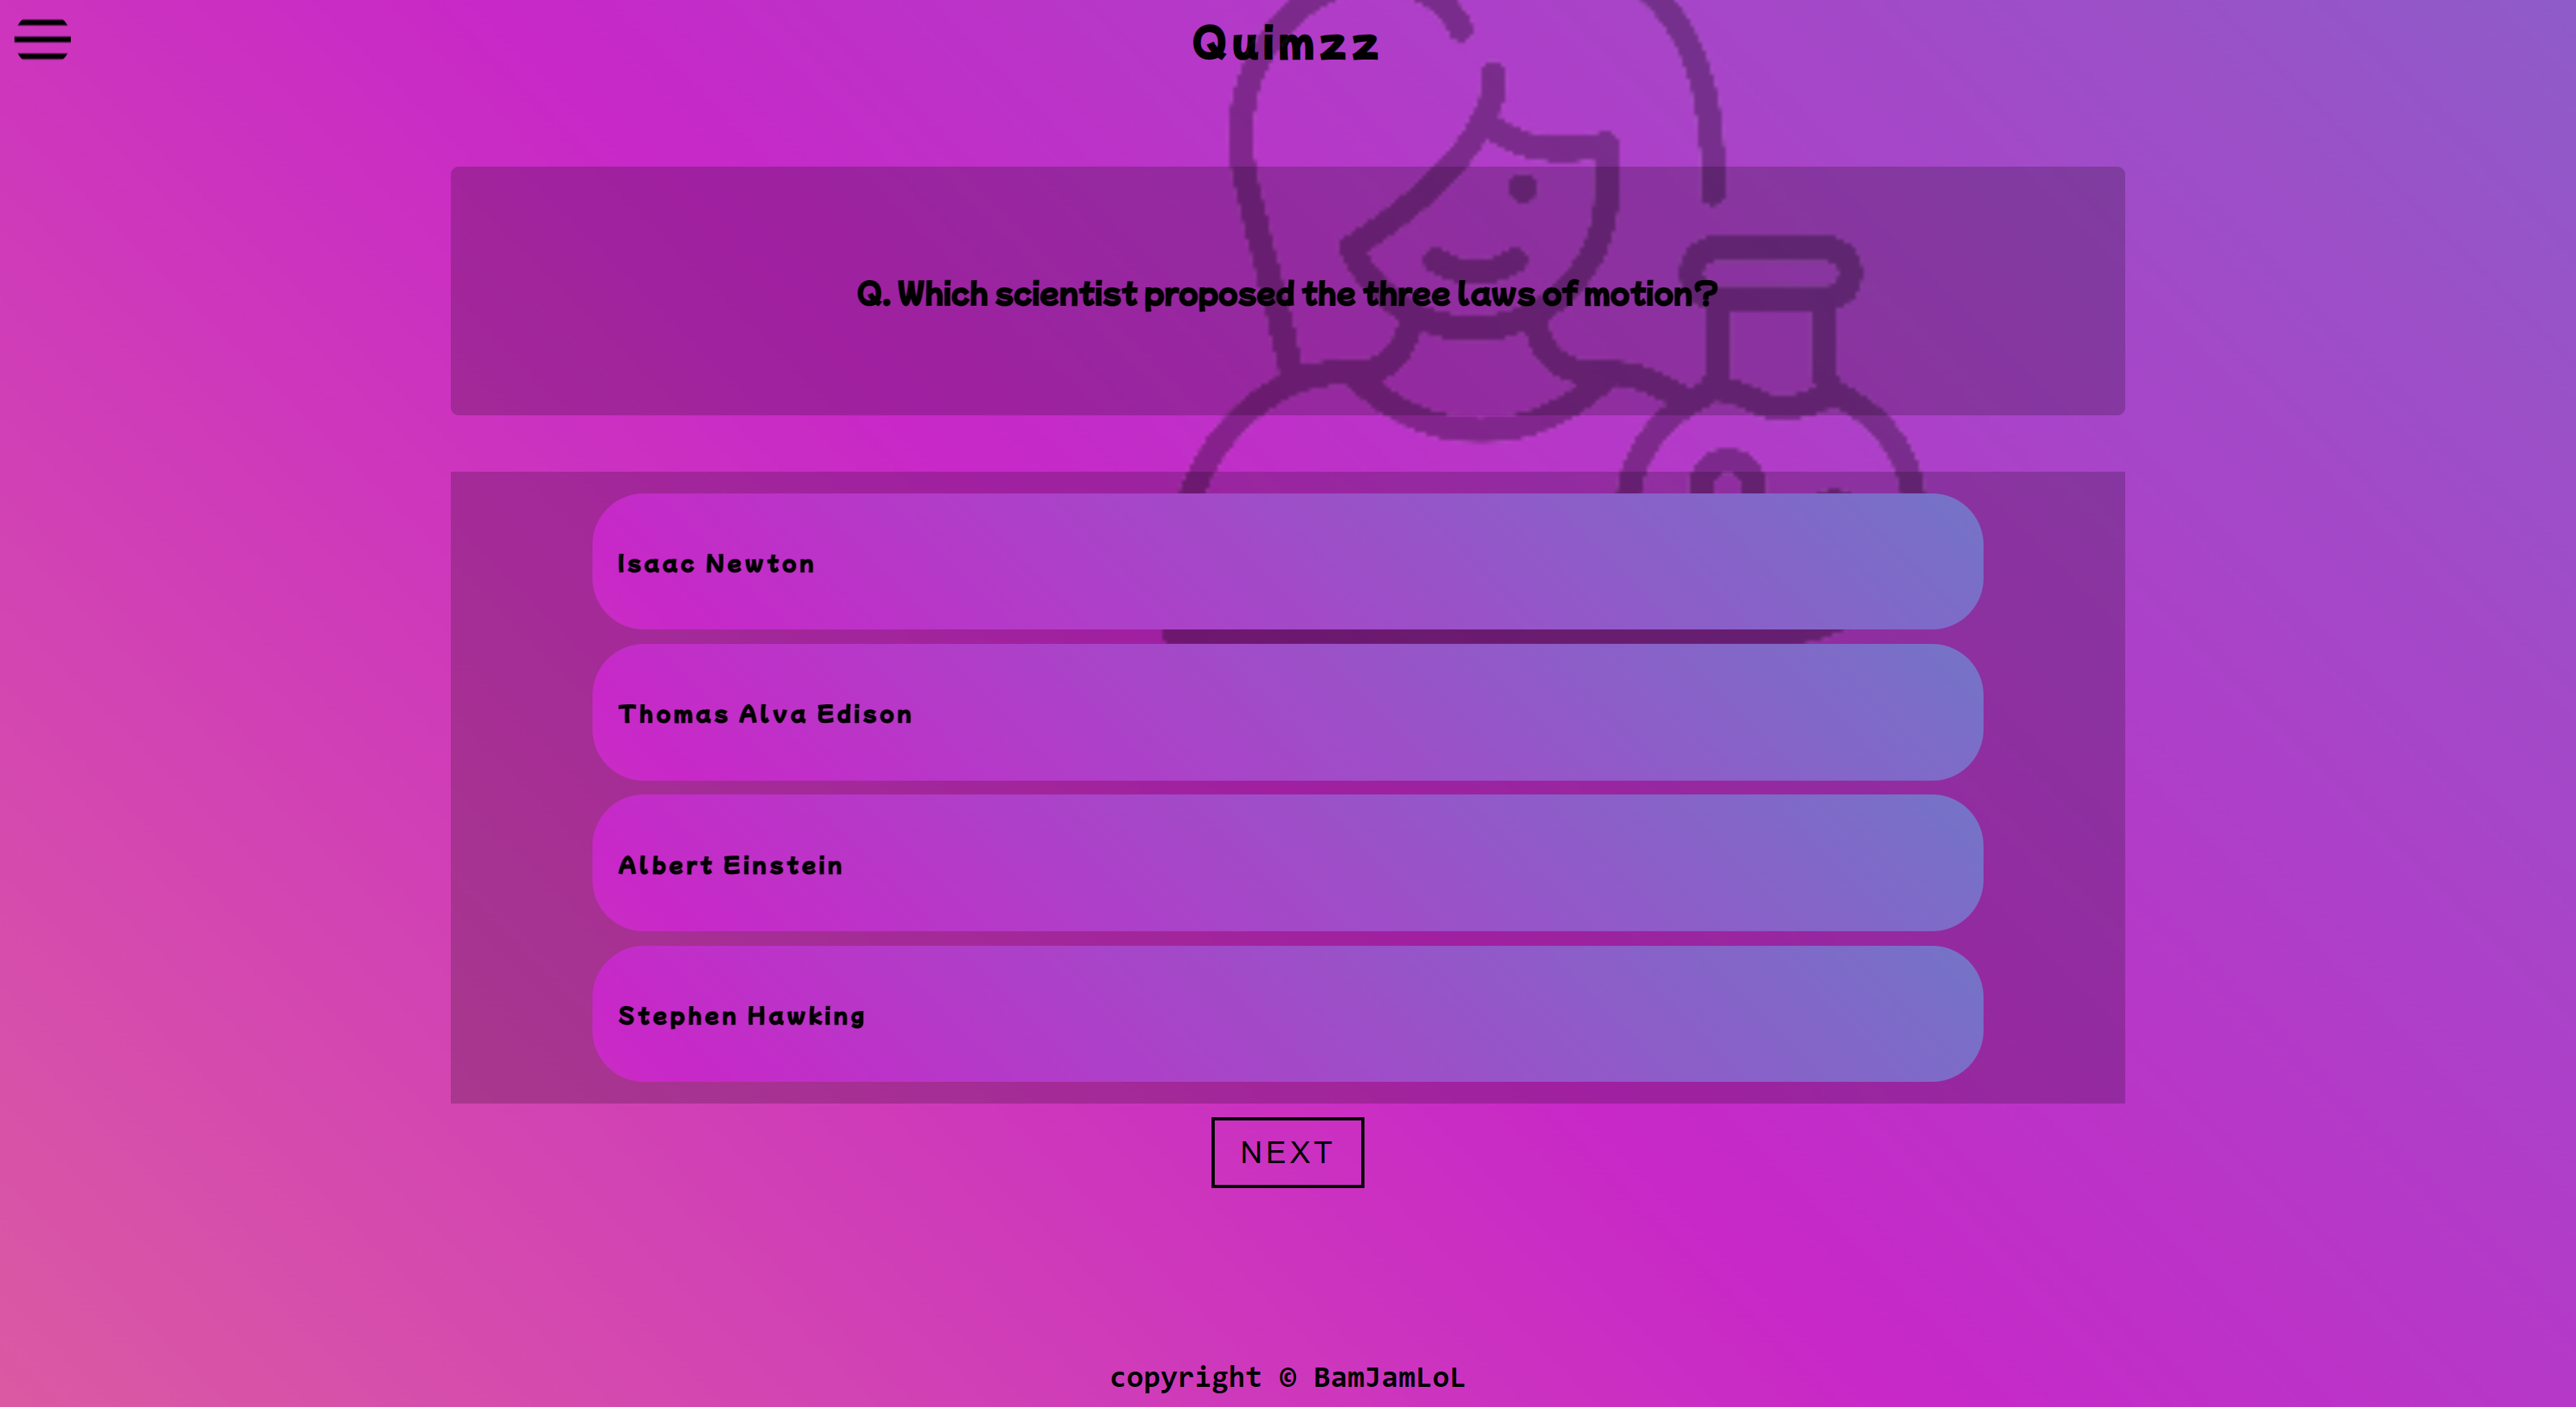 Quimzz
Q. Which scientist proposed the three laws of motion?
Isaac Newton
Thomas Alva Edison
Albert Einstein
Stephen Hawking
NEXT
copyright © BamJamLoL